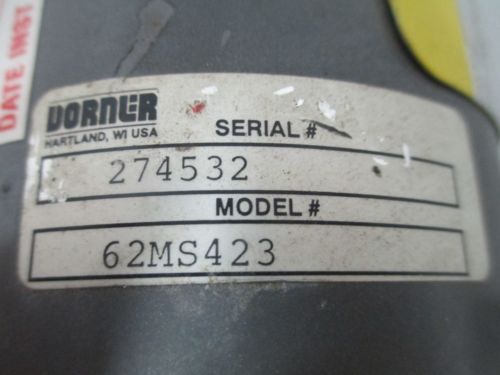 DATE INST
DORNER
HARTLAND, WI USA
SERIAL #
274532
MODEL #
62MS423